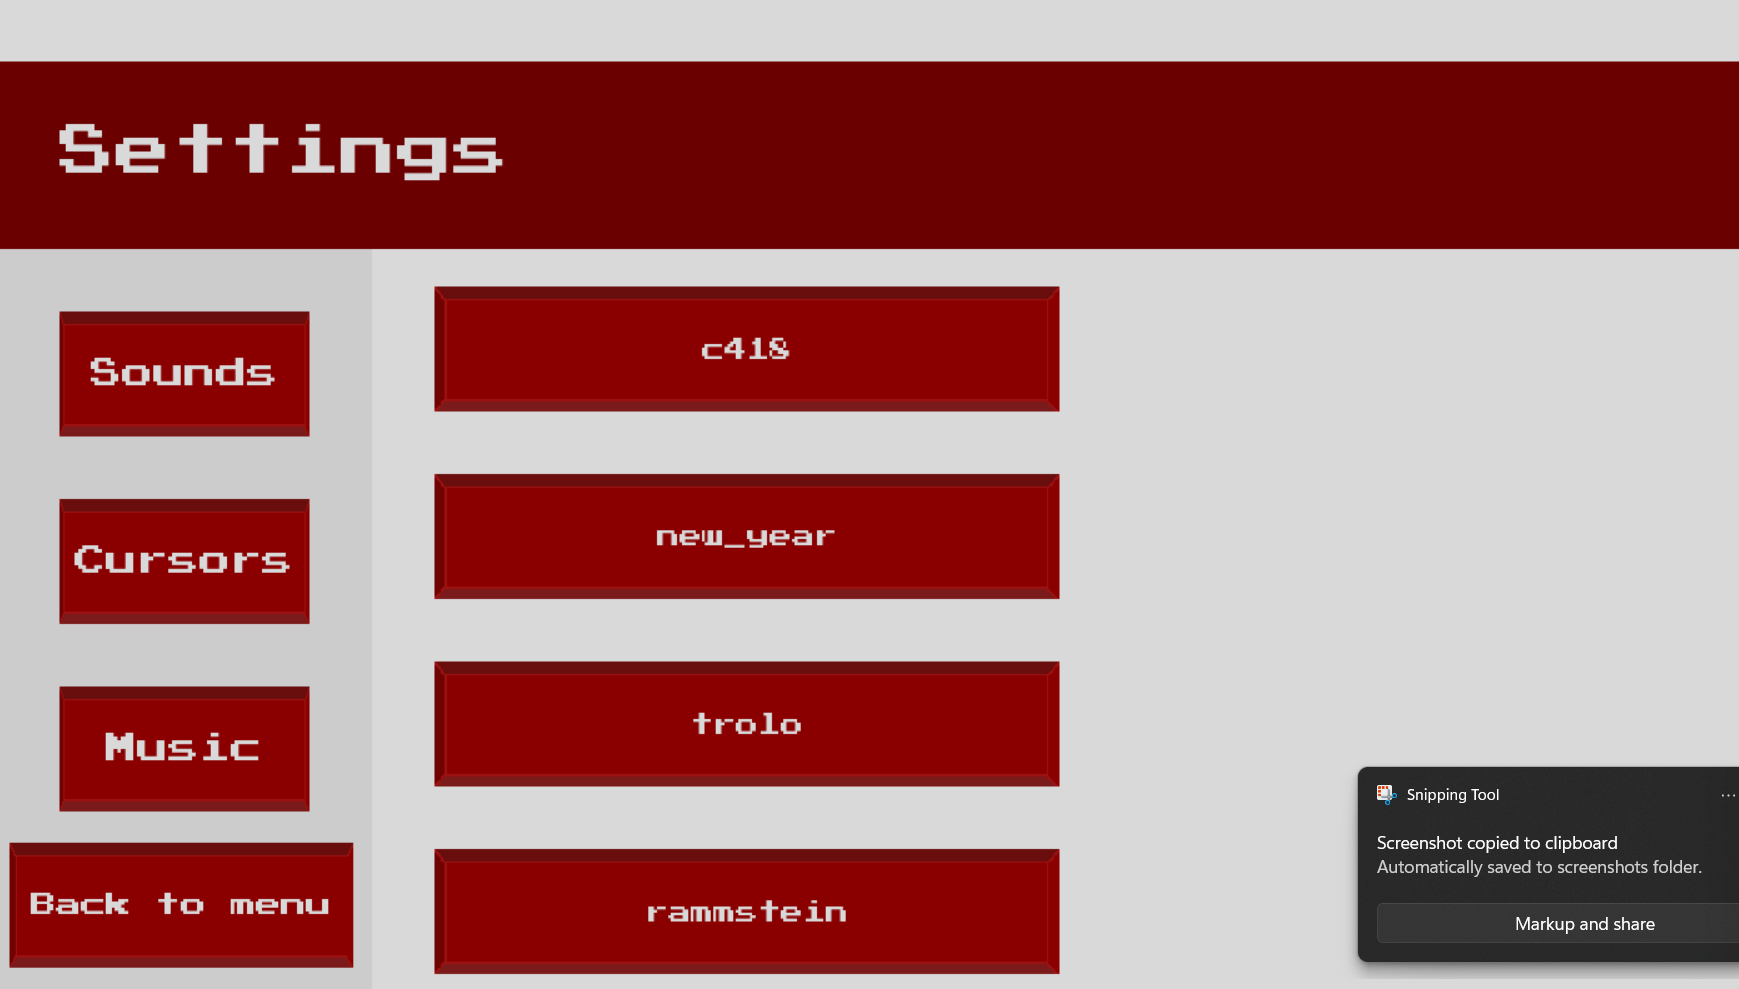 Settings
Sounds
Cursors
Music
Back to menu
c418
new_year
trolo
rammstein
Snipping Tool
...
Screenshot copied to clipboard
Automatically saved to screenshots folder.
Markup and share